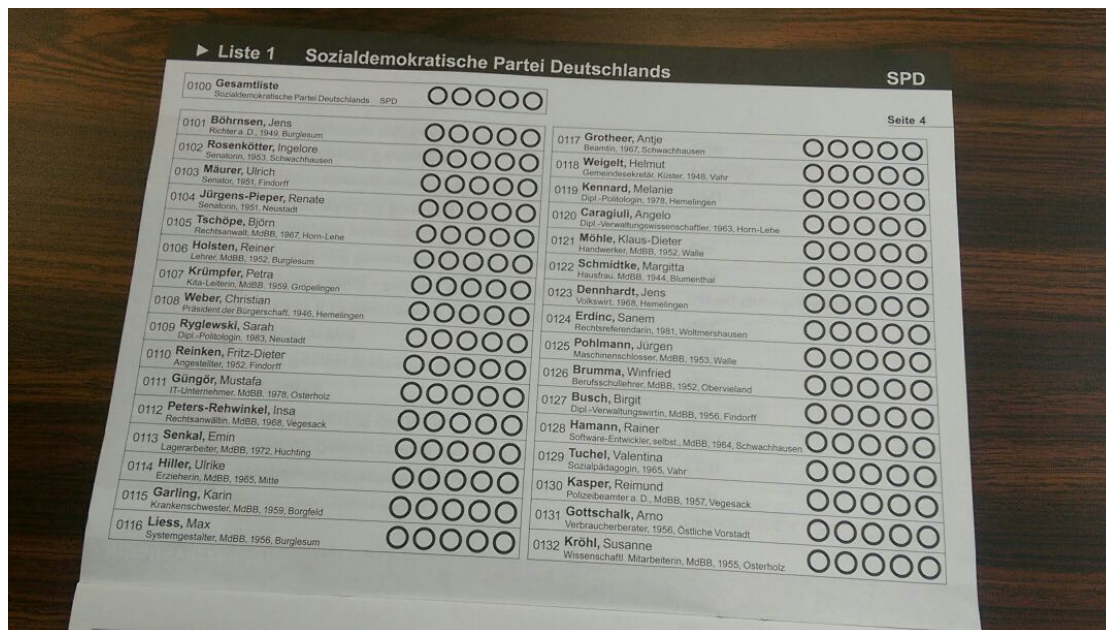 ► Liste 1 Sozialdemokratische Partei Deutschlands SPD
Seite 4
0100 Gesamtliste
Sozialdemokratische Partei Deutschlands SPD
0101 Böhrnsen, Jens
Richter a. D., 1949, Burglesum
0102 Rosenkötter, Ingelore
Senatorin, 1953, Schwachhausen
0103 Mäurer, Ulrich
Senator, 1951, Findorff
0104 Jürgens-Pieper, Renate
Senatorin, 1951, Neustadt
0105 Tschöpe, Björn
Rechtsanwalt, MdBB, 1967, Horn-Lehe
0106 Holsten, Reiner
Lehrer, MdBB, 1952, Burglesum
0107 Krümpfer, Petra
Kita-Leiterin, MdBB, 1959, Gröpelingen
0108 Weber, Christian
Präsident der Bürgerschaft, 1946, Hemelingen
0109 Ryglewski, Sarah
Dipl.-Politologin, 1983, Neustadt
0110 Reinken, Fritz-Dieter
Angestellter, 1952, Findorff
0111 Güngör, Mustafa
IT-Unternehmer, MdBB, 1978, Osterholz
0112 Peters-Rehwinkel, Insa
Rechtsanwältin, MdBB, 1968, Vegesack
0113 Senkal, Emin
Lagerarbeiter, MdBB, 1972, Huchting
0114 Hiller, Ulrike
Erzieherin, MdBB, 1965, Mitte
0115 Garling, Karin
Krankenschwester, MdBB, 1959, Borgfeld
0116 Liess, Max
Systemgestalter, MdBB, 1956, Burglesum
0117 Grotheer, Antje
Beamtin, 1967, Schwachhausen
0118 Weigelt, Helmut
Gemeindesekretär, Küster, 1948, Vahr
0119 Kennard, Melanie
Dipl.-Politologin, 1978, Hemelingen
0120 Caragiuli, Angelo
Dipl.-Verwaltungswissenschaftler, 1963, Horn-Lehe
0121 Möhle, Klaus-Dieter
Handwerker, MdBB, 1952, Walle
0122 Schmidtke, Margitta
Hausfrau, MdBB, 1944, Blumenthal
0123 Dennhardt, Jens
Volkswirt, 1968, Hemelingen
0124 Erdinc, Sanem
Rechtsreferendarin, 1981, Woltmershausen
0125 Pohlmann, Jürgen
Maschinenschlosser, MdBB, 1953, Walle
0126 Brumma, Winfried
Berufsschullehrer, MdBB, 1952, Obervieland
0127 Busch, Birgit
Dipl.-Verwaltungswirtin, MdBB, 1956, Findorff
0128 Hamann, Rainer
Software-Entwickler, selbst., MdBB, 1964, Schwachhausen
0129 Tuchel, Valentina
Sozialpädagogin, 1965, Vahr
0130 Kasper, Reimund
Polizeibeamter a. D., MdBB, 1957, Vegesack
0131 Gottschalk, Arno
Verbraucherberater, 1956, Östliche Vorstadt
0132 Kröhl, Susanne
Wissenschaftl. Mitarbeiterin, MdBB, 1955, Osterholz